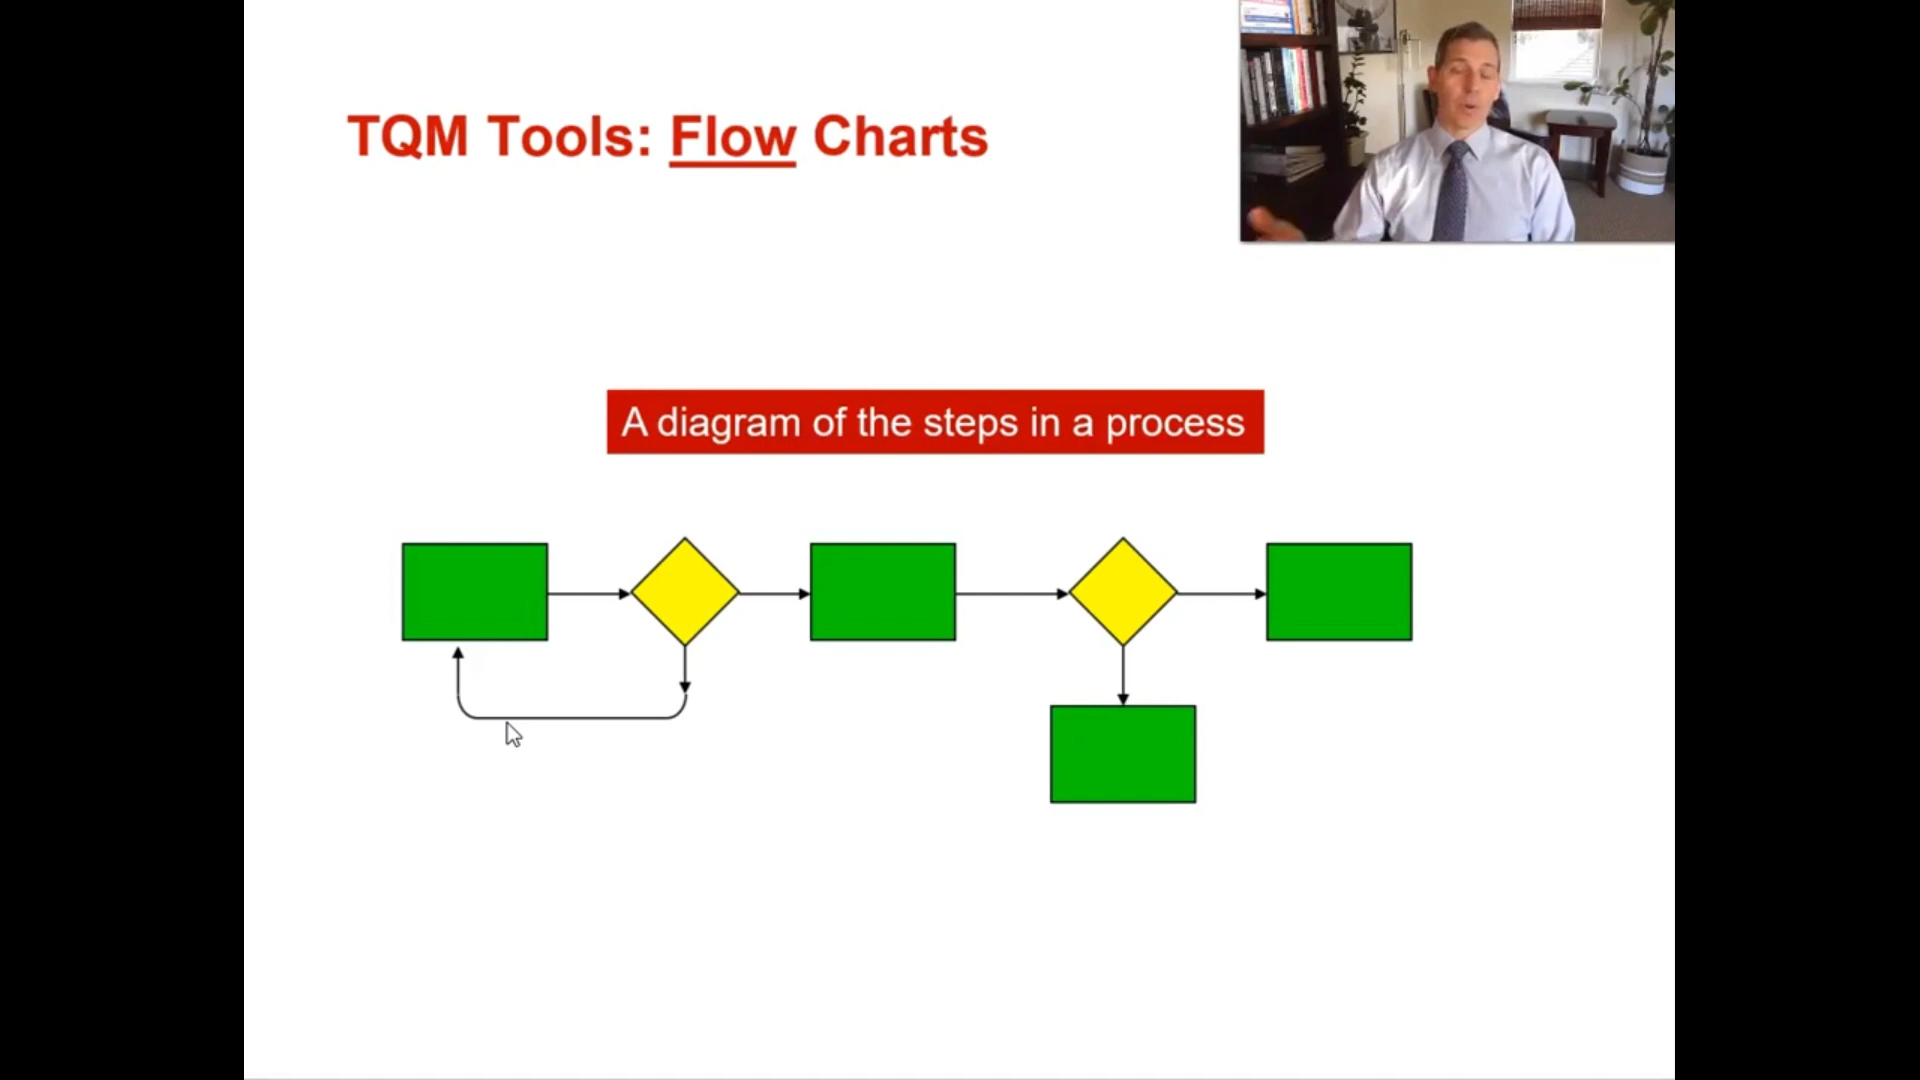 TQM Tools: Flow Charts
A diagram of the steps in a process